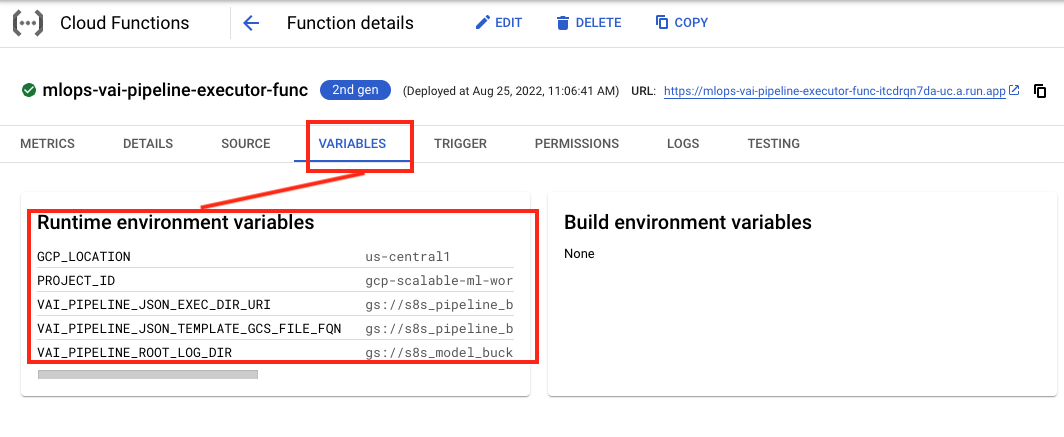 Cloud Functions
Function details
EDIT
DELETE
COPY
mlops-vai-pipeline-executor-func
2nd gen
(Deployed at Aug 25, 2022, 11:06:41 AM)
URL:
https://mlops-vai-pipeline-executor-func-itcdrqn7da-uc.a.run.app
METRICS
DETAILS
SOURCE
VARIABLES
TRIGGER
PERMISSIONS
LOGS
TESTING
Runtime environment variables
GCP_LOCATION us-central1
PROJECT_ID gcp-scalable-ml-wor
VAI_PIPELINE_JSON_EXEC_DIR_URI gs://s8s_pipeline_b
VAI_PIPELINE_JSON_TEMPLATE_GCS_FILE_FQN gs://s8s_pipeline_b
VAI_PIPELINE_ROOT_LOG_DIR gs://s8s_model_buck
Build environment variables
None